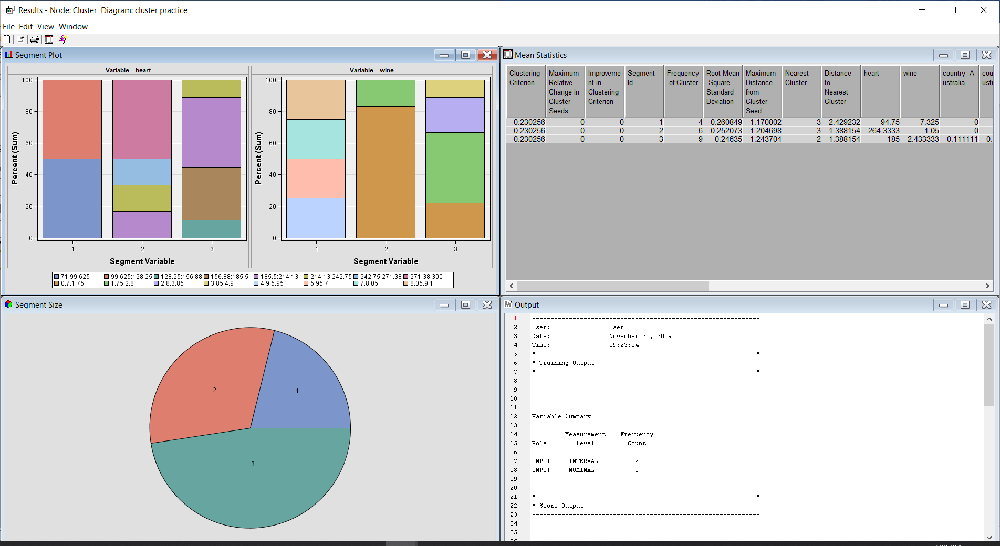 Results - Node: Cluster  Diagram: cluster practice
File Edit View Window
Segment Plot
Variable = heart
Variable = wine
100
80
60
40
20
0
Percent (Sum)
1 2 3
Segment Variable
100
80
60
40
20
0
Percent (Sum)
1 2 3
Segment Variable
71:99.625 99.625:128.25 128.25:156.88 156.88:185.5 185.5:214.13 214.13:242.75 242.75:271.38 271.38:300
0.7:1.75 1.75:2.8 2.8:3.85 3.85:4.9 4.9:5.95 5.95:7 7:8.05 8.05:9.1
Mean Statistics
Clustering Maximum Improveme Segment Frequency Root-Mean Maximum Nearest Distance heart wine country=A cou
Criterion Relative nt in Id of Cluster -Square Distance Cluster to ustralia ustr
Change in Clustering Standard from Nearest
Cluster Criterion Deviation Cluster Cluster
Seeds Seed
0.230256 0 0 1 4 0.260849 1.170802 3 2.429232 94.75 7.325 0
0.230256 0 0 2 6 0.252073 1.204698 3 1.388154 264.3333 1.05 0
0.230256 0 0 3 9 0.24635 1.243704 2 1.388154 185 2.433333 0.111111 0.
Segment Size
1
2
3
Output
1 *------------------------------------------------------------*
2 User: User
3 Date: November 21, 2019
4 Time: 19:23:14
5 *------------------------------------------------------------*
6 * Training Output
7 *------------------------------------------------------------*
8
9
10
11
12 Variable Summary
13
14 Measurement Frequency
15 Role Level Count
16
17 INPUT INTERVAL 2
18 INPUT NOMINAL 1
19
20
21 *------------------------------------------------------------*
22 * Score Output
23 *------------------------------------------------------------*
24
25